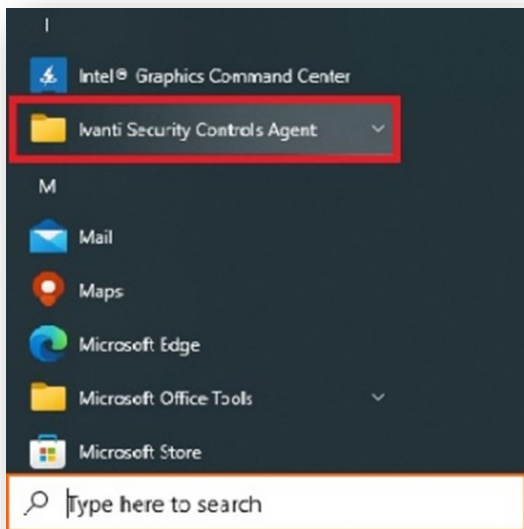 I
Intel® Graphics Command Center
Ivanti Security Controls Agent
M
Mail
Maps
Microsoft Edge
Microsoft Office Tools
Microsoft Store
Type here to search